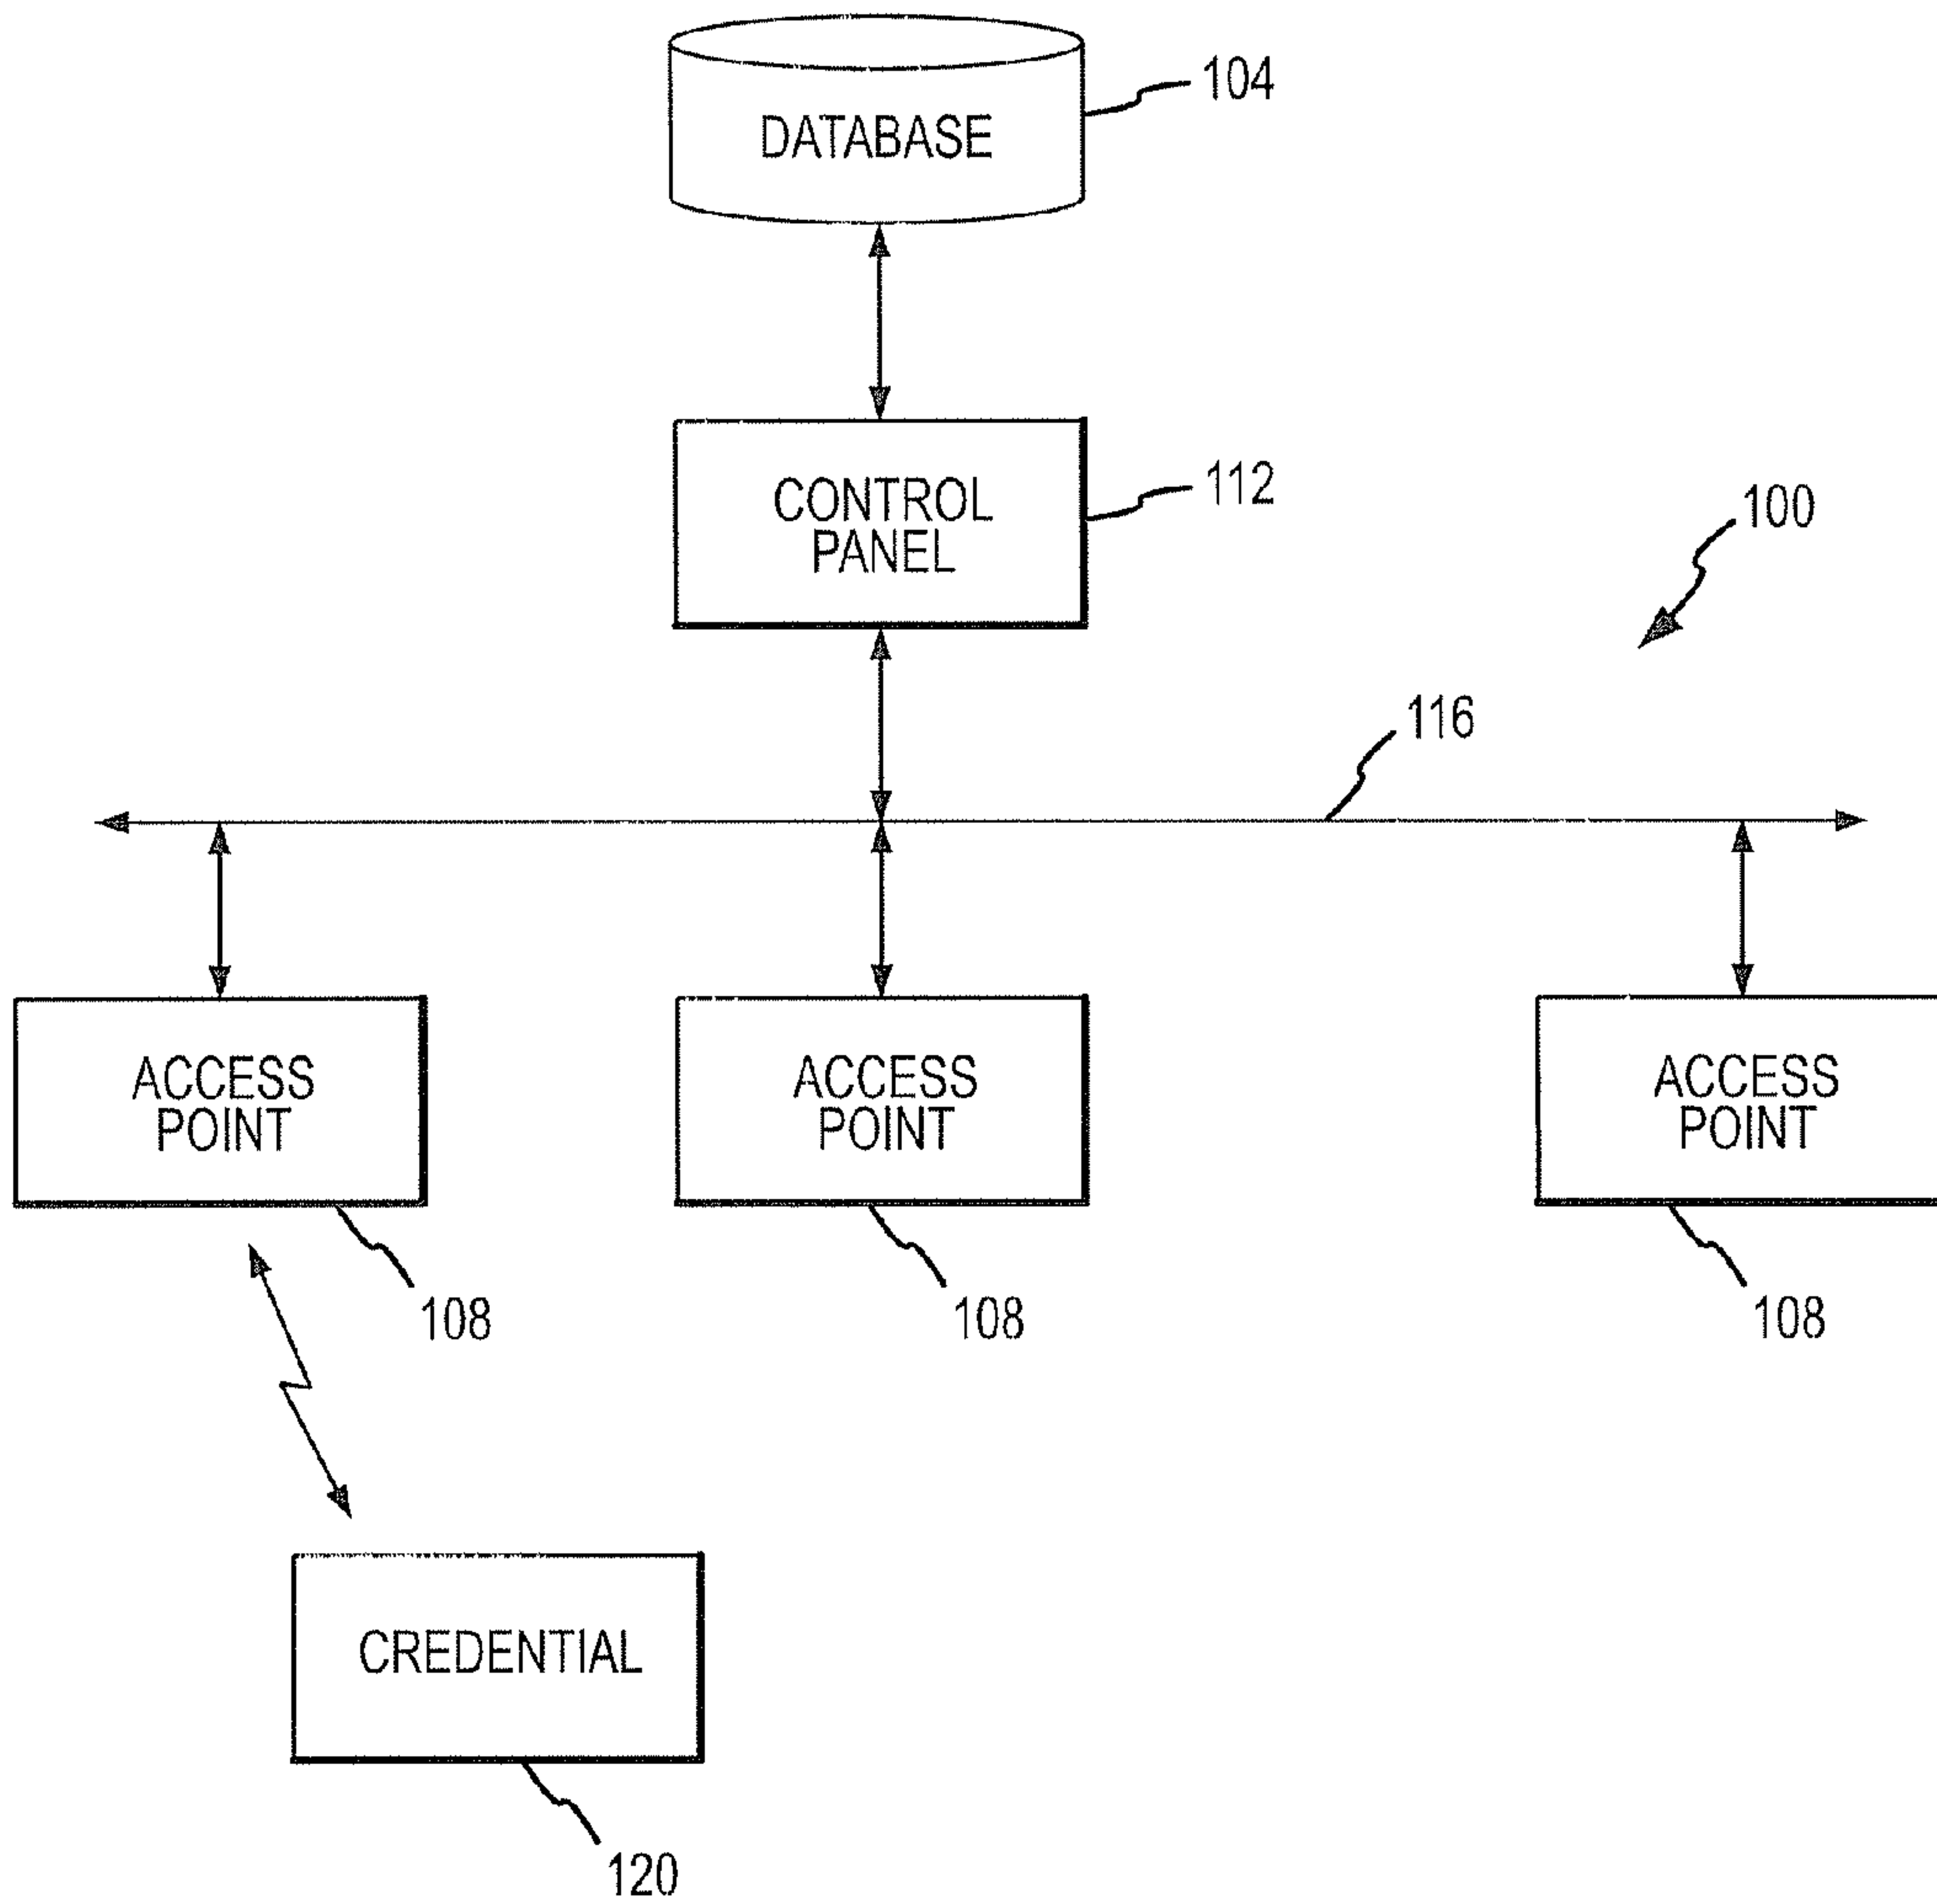 104
DATABASE
112
CONTROL
PANEL
100
116
ACCESS
POINT
ACCESS
POINT
ACCESS
POINT
108
108
108
CREDENTIAL
120